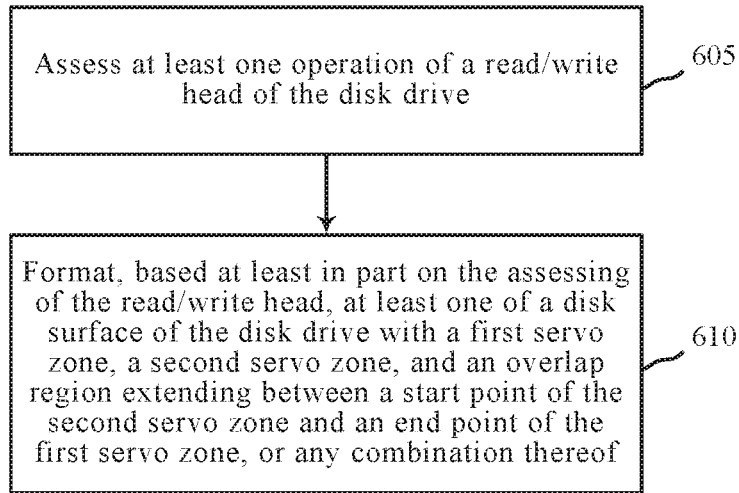 Assess at least one operation of a read/write
head of the disk drive
605
Format, based at least in part on the assessing
of the read/write head, at least one of a disk
surface of the disk drive with a first servo
zone, a second servo zone, and an overlap
region extending between a start point of the
second servo zone and an end point of the
first servo zone, or any combination thereof
610